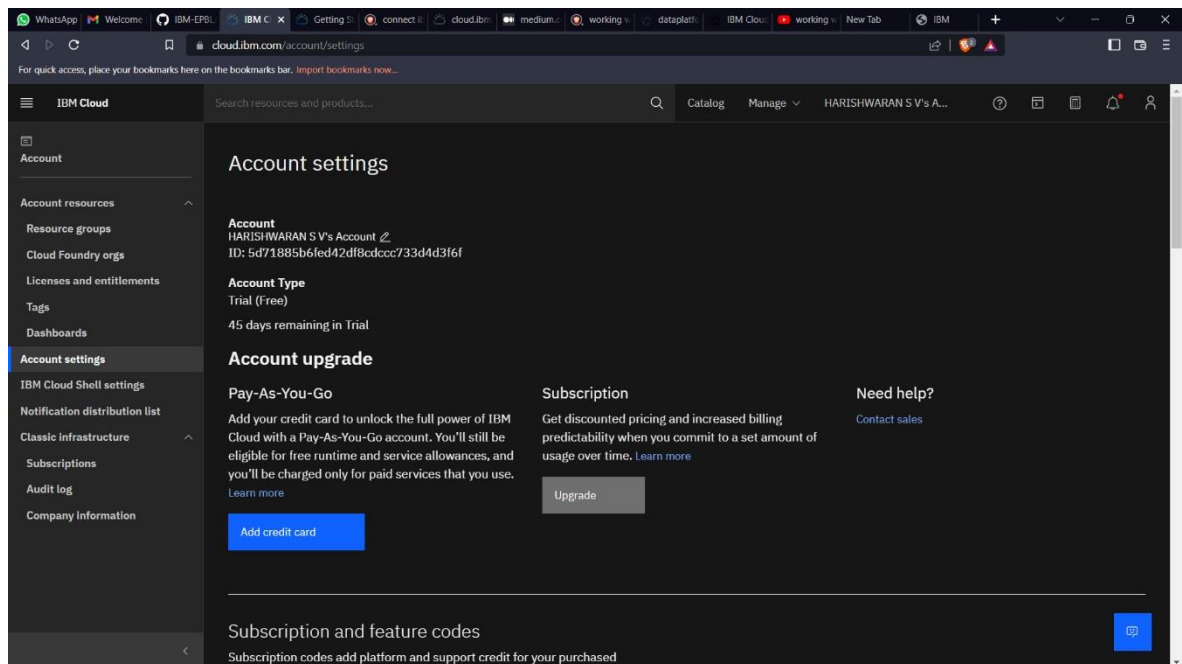 WhatsApp Welcome IBM-EPBL IBM C Getting S connect cloud.ibm medium.c working w dataplatfo IBM Clou working w New Tab IBM
cloud.ibm.com/account/settings
For quick access, place your bookmarks here on the bookmarks bar. Import bookmarks now...
IBM Cloud
Search resources and products...
Catalog
Manage
HARISHWARAN S V's A...
Account
Account resources
Resource groups
Cloud Foundry orgs
Licenses and entitlements
Tags
Dashboards
Account settings
IBM Cloud Shell settings
Notification distribution list
Classic infrastructure
Subscriptions
Audit log
Company information
Account settings
Account
HARISHWARAN S V's Account
ID: 5d71885b6fed42df8cdccc733d4d3f6f
Account Type
Trial (Free)
45 days remaining in Trial
Account upgrade
Pay-As-You-Go
Add your credit card to unlock the full power of IBM
Cloud with a Pay-As-You-Go account. You'll still be
eligible for free runtime and service allowances, and
you'll be charged only for paid services that you use.
Learn more
Add credit card
Subscription
Get discounted pricing and increased billing
predictability when you commit to a set amount of
usage over time. Learn more
Upgrade
Need help?
Contact sales
Subscription and feature codes
Subscription codes add platform and support credit for your purchased